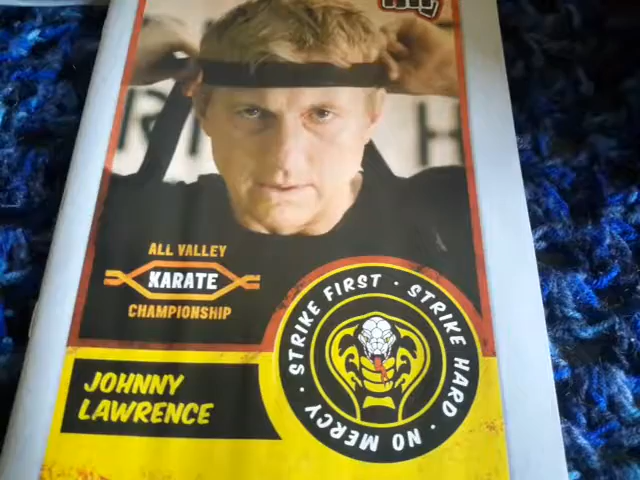 ALL VALLEY
KARATE
CHAMPIONSHIP
STRIKE FIRST · STRIKE HARD · NO MERCY ·
JOHNNY
LAWRENCE